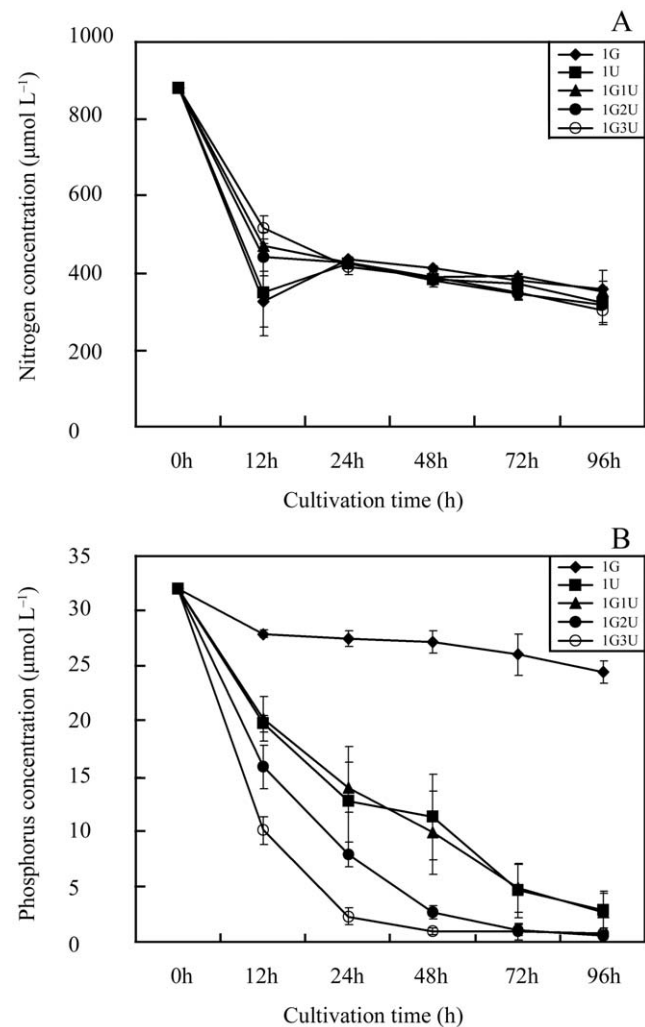 A
1000
800
600
400
200
0
Nitrogen concentration (μmol L⁻¹)
1G
1U
1G1U
1G2U
1G3U
0h 12h 24h 48h 72h 96h
Cultivation time (h)
B
35
30
25
20
15
10
5
0
Phosphorus concentration (μmol L⁻¹)
1G
1U
1G1U
1G2U
1G3U
0h 12h 24h 48h 72h 96h
Cultivation time (h)